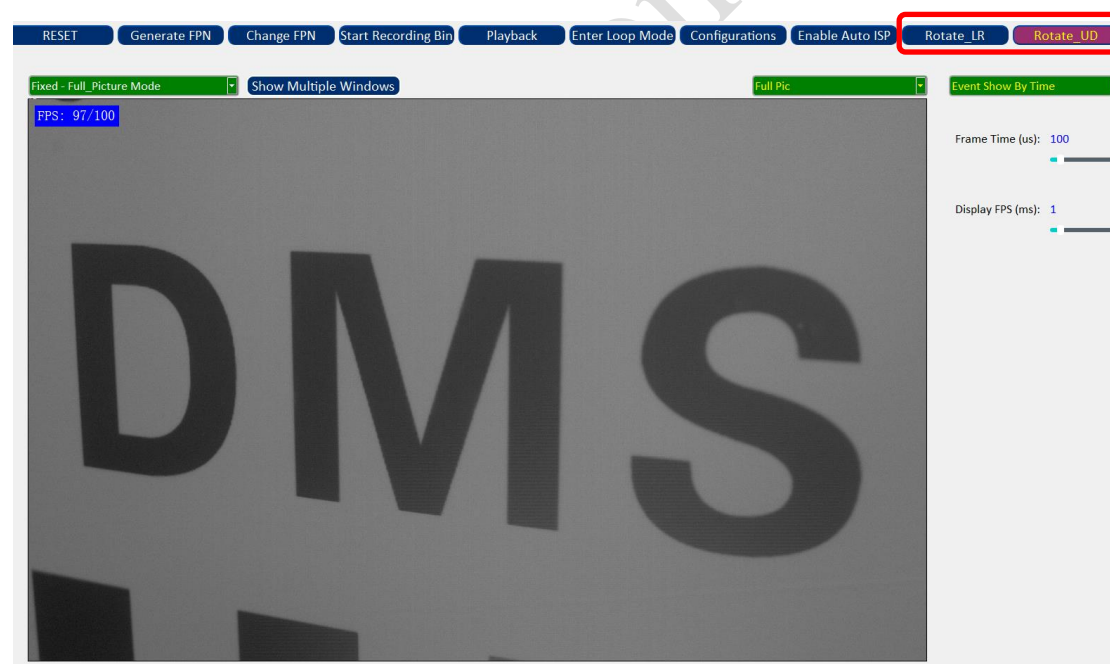 RESET Generate FPN Change FPN Start Recording Bin Playback Enter Loop Mode Configurations Enable Auto ISP Rotate_LR Rotate_UD
Fixed - Full_Picture Mode Show Multiple Windows Full Pic Event Show By Time
FPS: 97/100
Frame Time (us): 100
Display FPS (ms): 1
DMS